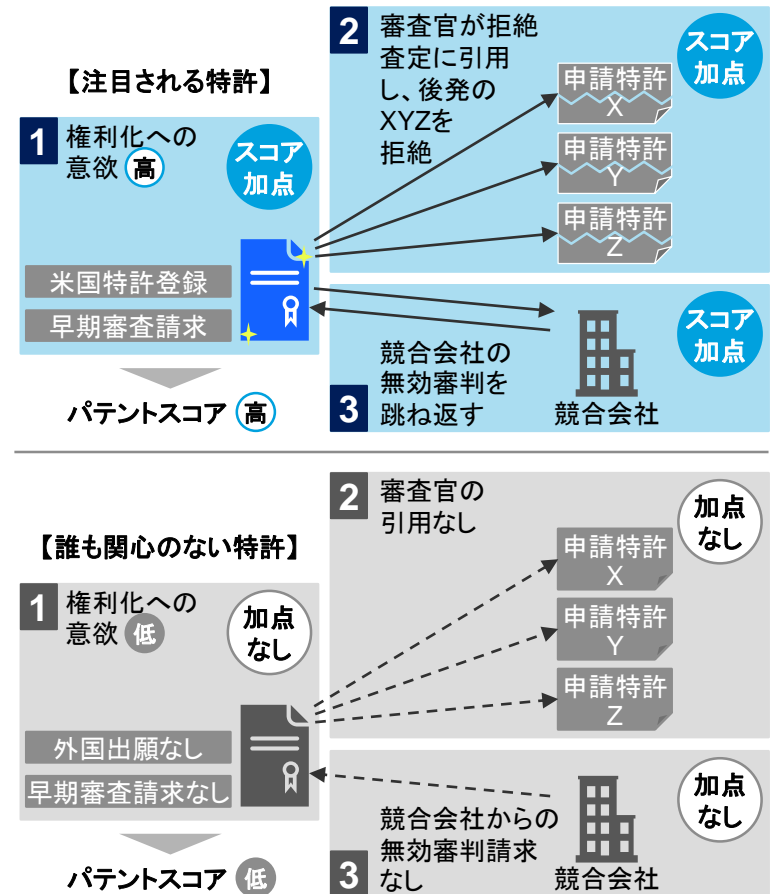 【注目される特許】
1 権利化への
意欲 高
スコア
加点
米国特許登録
早期審査請求
パテントスコア 高
2 審査官が拒絶
査定に引用
し、後発の
XYZを
拒絶
スコア
加点
申請特許
X
申請特許
Y
申請特許
Z
3 競合会社の
無効審判を
跳ね返す
競合会社
スコア
加点
【誰も関心のない特許】
1 権利化への
意欲 低
加点
なし
外国出願なし
早期審査請求なし
パテントスコア 低
2 審査官の
引用なし
加点
なし
申請特許
X
申請特許
Y
申請特許
Z
3 競合会社からの
無効審判請求
なし
競合会社
加点
なし